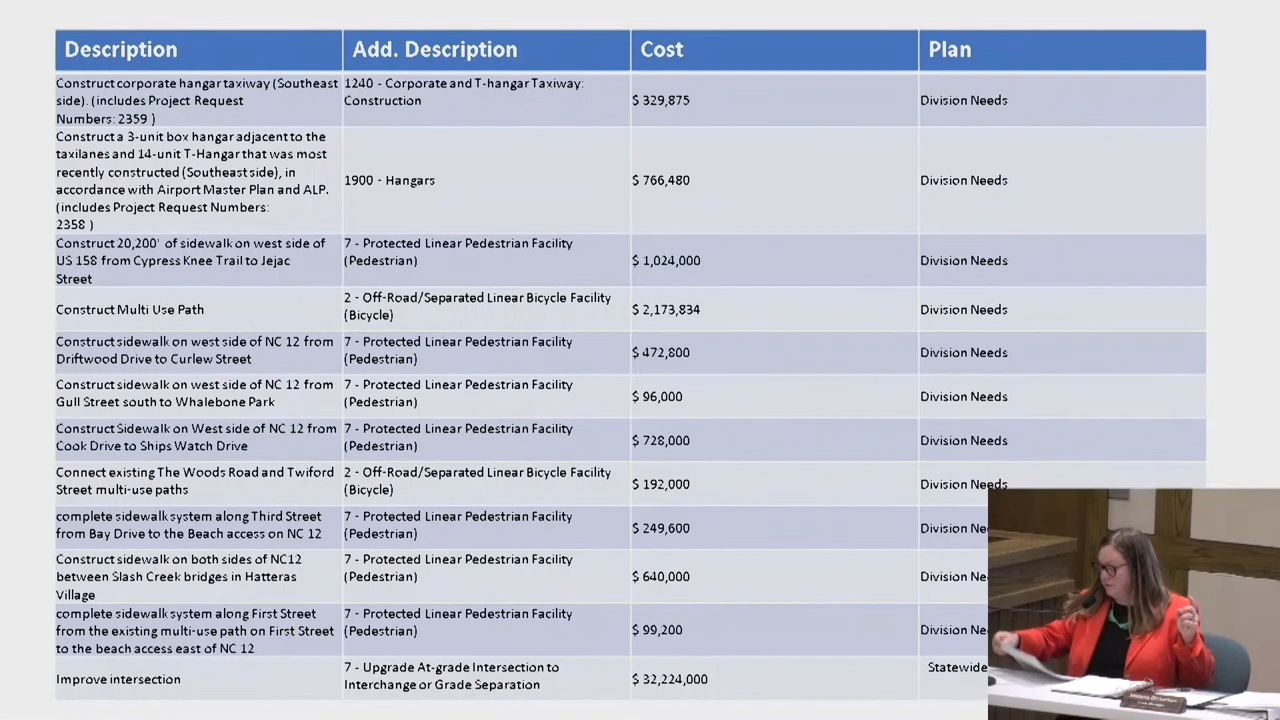 Description Add. Description Cost Plan
Construct corporate hangar taxiway (Southeast
side). (includes Project Request
Numbers: 2359 )
1240 - Corporate and T-hangar Taxiway:
Construction
$ 329,875
Division Needs
Construct a 3-unit box hangar adjacent to the
taxilanes and 14-unit T-Hangar that was most
recently constructed (Southeast side), in
accordance with Airport Master Plan and ALP.
(includes Project Request Numbers:
2358 )
1900 - Hangars
$ 766,480
Division Needs
Construct 20,200' of sidewalk on west side of
US 158 from Cypress Knee Trail to Jejac
Street
7 - Protected Linear Pedestrian Facility
(Pedestrian)
$ 1,024,000
Division Needs
Construct Multi Use Path
2 - Off-Road/Separated Linear Bicycle Facility
(Bicycle)
$ 2,173,834
Division Needs
Construct sidewalk on west side of NC 12 from
Driftwood Drive to Curlew Street
7 - Protected Linear Pedestrian Facility
(Pedestrian)
$ 472,800
Division Needs
Construct sidewalk on west side of NC 12 from
Gull Street south to Whalebone Park
7 - Protected Linear Pedestrian Facility
(Pedestrian)
$ 96,000
Division Needs
Construct Sidewalk on West side of NC 12 from
Cook Drive to Ships Watch Drive
7 - Protected Linear Pedestrian Facility
(Pedestrian)
$ 728,000
Division Needs
Connect existing The Woods Road and Twiford
Street multi-use paths
2 - Off-Road/Separated Linear Bicycle Facility
(Bicycle)
$ 192,000
Division Needs
complete sidewalk system along Third Street
from Bay Drive to the Beach access on NC 12
7 - Protected Linear Pedestrian Facility
(Pedestrian)
$ 249,600
Division Ne
Construct sidewalk on both sides of NC12
between Slash Creek bridges in Hatteras
Village
7 - Protected Linear Pedestrian Facility
(Pedestrian)
$ 640,000
Division Ne
complete sidewalk system along First Street
from the existing multi-use path on First Street
to the beach access east of NC 12
7 - Protected Linear Pedestrian Facility
(Pedestrian)
$ 99,200
Division Ne
Improve intersection
7 - Upgrade At-grade Intersection to
Interchange or Grade Separation
$ 32,224,000
Statewide